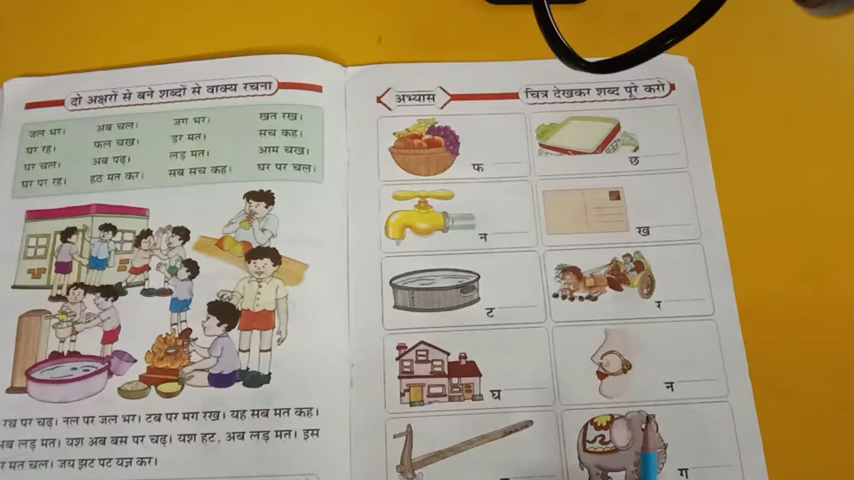 दो अक्षरों से बने शब्दों से वाक्य रचना
जल भर। अब चल। जग भर। खत रख।
घर रह। फल चख। डर मत। सच कह।
घर चल। अब पढ़। लड़ मत। आम चख।
घर पर रह। हठ मत कर। सब सच कह। घर पर चल।
रथ पर चढ़। नल पर जल भर। टब पर मग रख। यह सब मत कह।
लड़ मत। यश अब बस पर चढ़। यश हट, अब लड़ मत। इस
मत चल। जय झट पट यज्ञ कर।
अभ्यास
चित्र देखकर शब्द पूरे करो
फ
छ
न
ख
ट
र
घ
न
ग